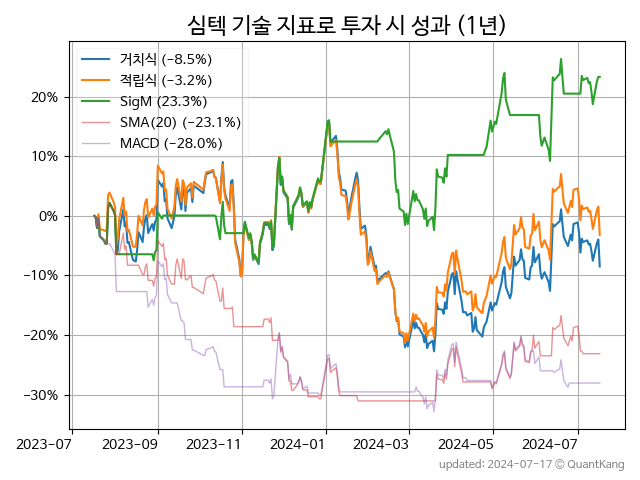 심텍 기술 지표로 투자 시 성과 (1년)
거치식 (−8.5%)
적립식 (−3.2%)
SigM (23.3%)
SMA(20) (−23.1%)
MACD (−28.0%)
20%
10%
0%
−10%
−20%
−30%
2023-07
2023-09
2023-11
2024-01
2024-03
2024-05
2024-07
updated: 2024-07-17 © QuantKang